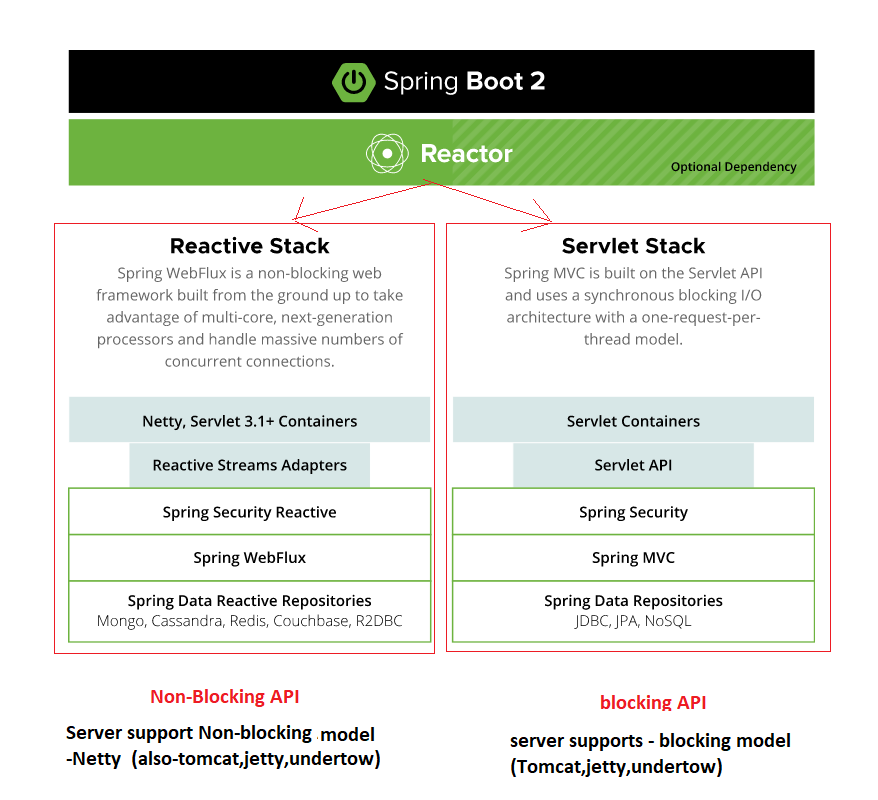 Spring Boot 2
Reactor
Optional Dependency
Reactive Stack
Spring WebFlux is a non-blocking web
framework built from the ground up to take
advantage of multi-core, next-generation
processors and handle massive numbers of
concurrent connections.
Netty, Servlet 3.1+ Containers
Reactive Streams Adapters
Spring Security Reactive
Spring WebFlux
Spring Data Reactive Repositories
Mongo, Cassandra, Redis, Couchbase, R2DBC
Non-Blocking API
Server support Non-blocking model
-Netty (also-tomcat,jetty,undertow)
Servlet Stack
Spring MVC is built on the Servlet API
and uses a synchronous blocking I/O
architecture with a one-request-per-
thread model.
Servlet Containers
Servlet API
Spring Security
Spring MVC
Spring Data Repositories
JDBC, JPA, NoSQL
blocking API
server supports - blocking model
(Tomcat,jetty,undertow)